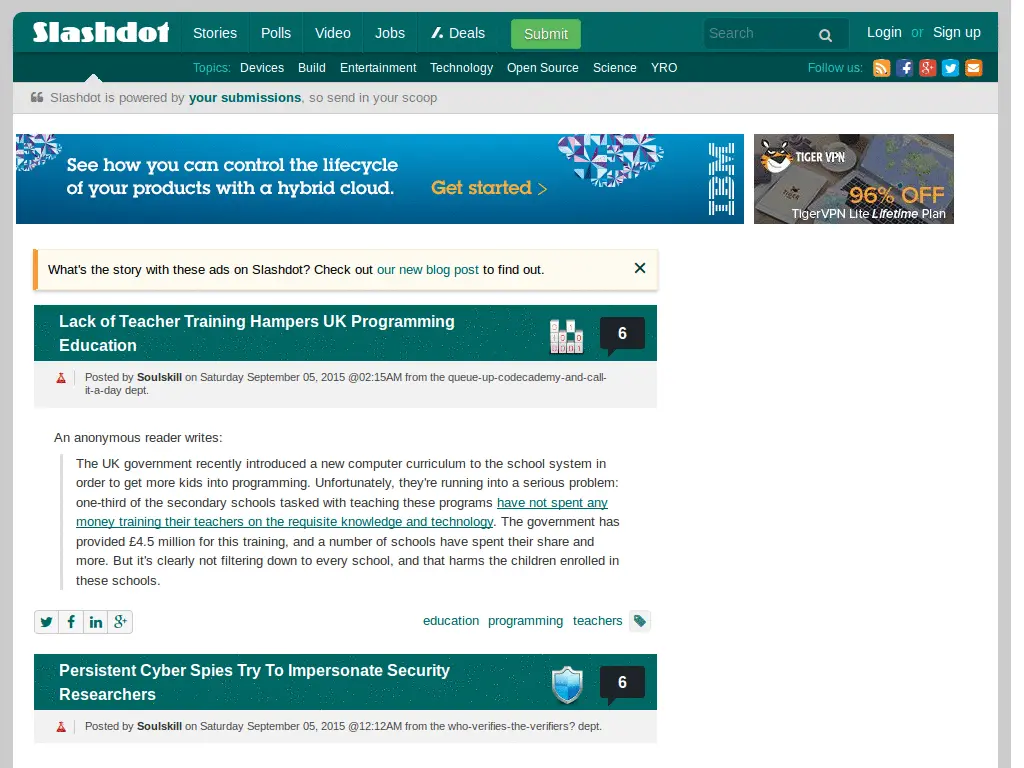 Slashdot
Stories Polls Video Jobs Deals Submit Search Login or Sign up
Topics: Devices Build Entertainment Technology Open Source Science YRO Follow us:
Slashdot is powered by your submissions, so send in your scoop
See how you can control the lifecycle
of your products with a hybrid cloud.
Get started >
IBM
TIGER VPN
TIGER
96% OFF
TigerVPN Lite Lifetime Plan
What's the story with these ads on Slashdot? Check out our new blog post to find out.
Lack of Teacher Training Hampers UK Programming
Education
6
Posted by Soulskill on Saturday September 05, 2015 @02:15AM from the queue-up-codecademy-and-call-
it-a-day dept.
An anonymous reader writes:
The UK government recently introduced a new computer curriculum to the school system in
order to get more kids into programming. Unfortunately, they're running into a serious problem:
one-third of the secondary schools tasked with teaching these programs have not spent any
money training their teachers on the requisite knowledge and technology. The government has
provided £4.5 million for this training, and a number of schools have spent their share and
more. But it's clearly not filtering down to every school, and that harms the children enrolled in
these schools.
education programming teachers
Persistent Cyber Spies Try To Impersonate Security
Researchers
6
Posted by Soulskill on Saturday September 05, 2015 @12:12AM from the who-verifies-the-verifiers? dept.